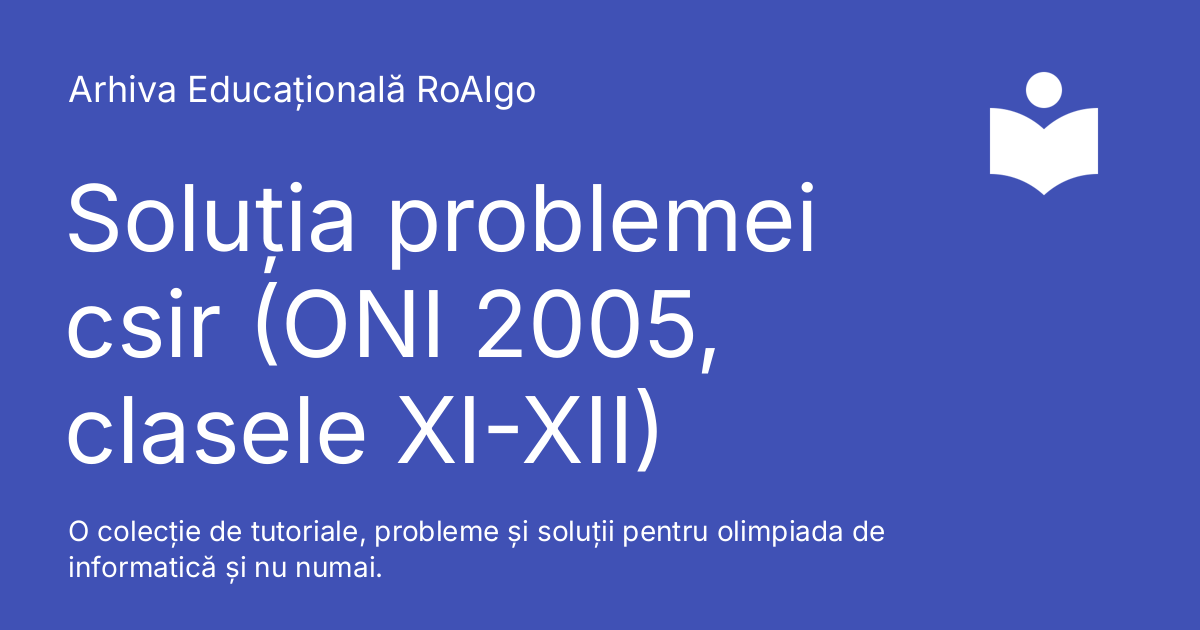 Arhiva Educațională RoAlgo
Soluția problemei
csir (ONI 2005,
clasele XI-XII)
O colecție de tutoriale, probleme și soluții pentru olimpiada de
informatică și nu numai.